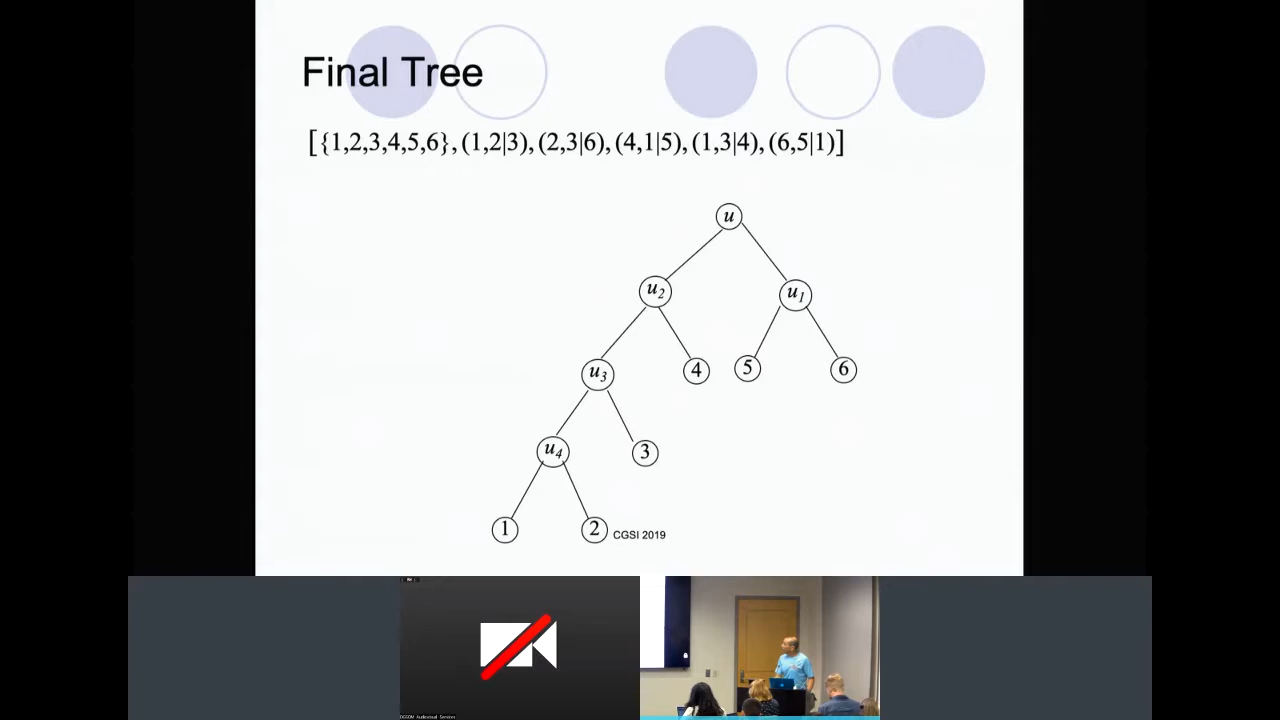 Final Tree
[{1,2,3,4,5,6}, (1,2|3), (2,3|6), (4,1|5), (1,3|4), (6,5|1)]
u
u₂ u₁
u₃ 4 5 6
u₄ 3
1 2 CGSI 2019